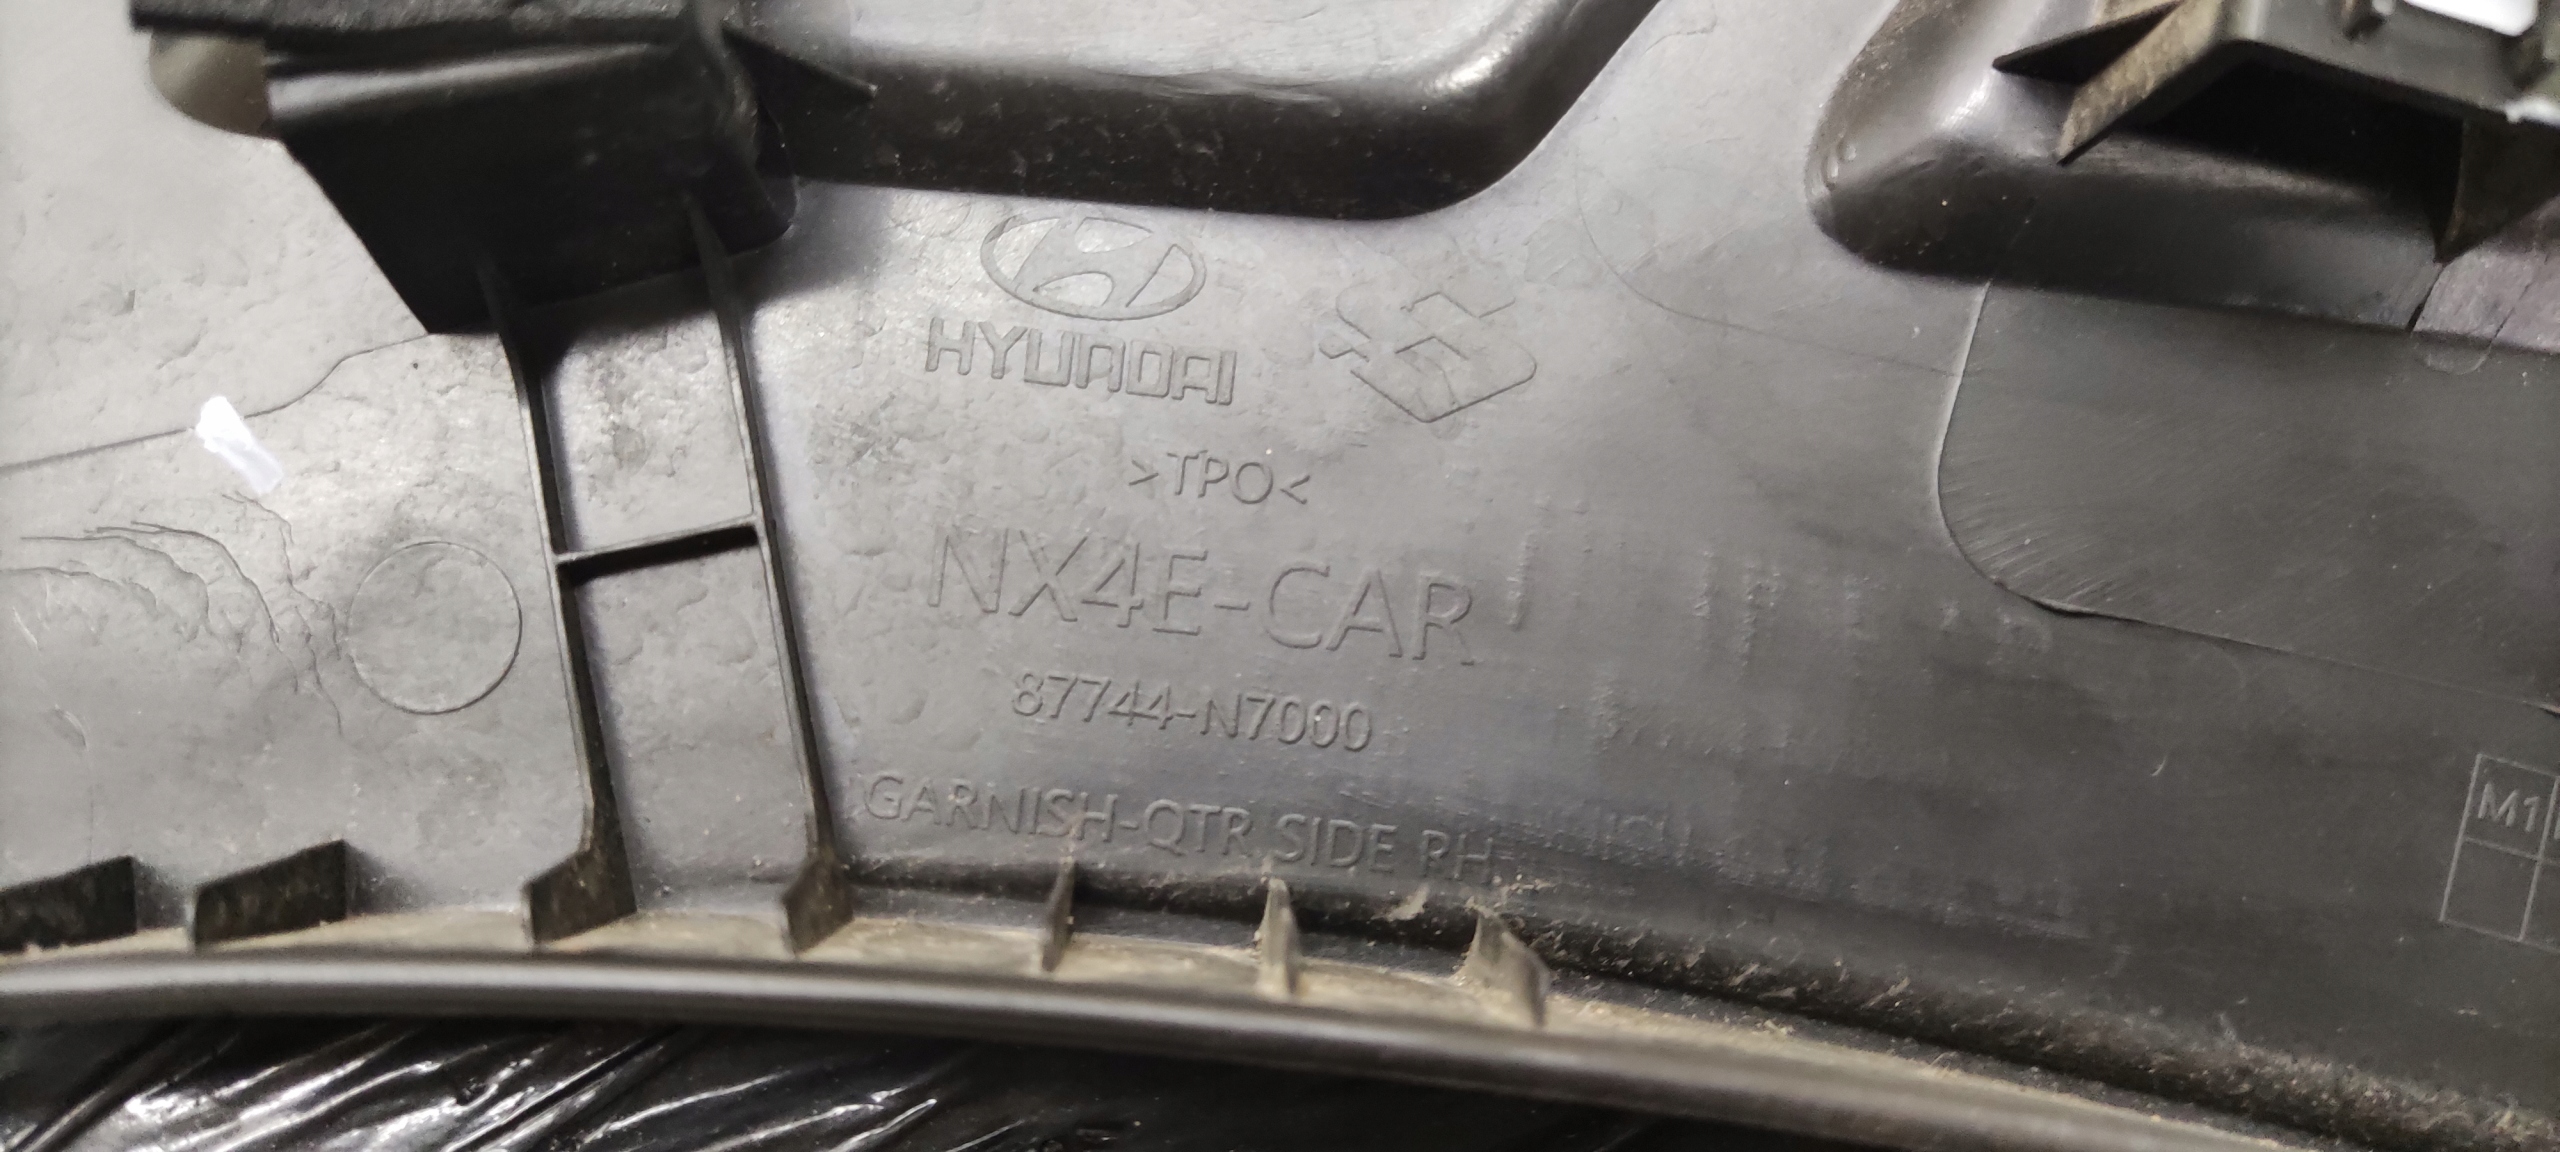 HYUNDAI
>TPO<
NX4E-CAR
87744-N7000
GARNISH-QTR SIDE RH
M1